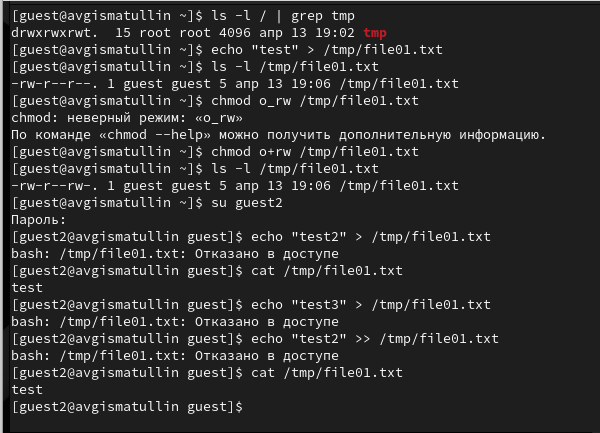 [guest@avgismatullin ~]$ ls -l / | grep tmp
drwxrwxrwt.  15 root root 4096 апр 13 19:02 tmp
[guest@avgismatullin ~]$ echo "test" > /tmp/file01.txt
[guest@avgismatullin ~]$ ls -l /tmp/file01.txt
-rw-r--r--. 1 guest guest 5 апр 13 19:06 /tmp/file01.txt
[guest@avgismatullin ~]$ chmod o_rw /tmp/file01.txt
chmod: неверный режим: «o_rw»
По команде «chmod --help» можно получить дополнительную информацию.
[guest@avgismatullin ~]$ chmod o+rw /tmp/file01.txt
[guest@avgismatullin ~]$ ls -l /tmp/file01.txt
-rw-r--rw-. 1 guest guest 5 апр 13 19:06 /tmp/file01.txt
[guest@avgismatullin ~]$ su guest2
Пароль:
[guest2@avgismatullin guest]$ echo "test2" > /tmp/file01.txt
bash: /tmp/file01.txt: Отказано в доступе
[guest2@avgismatullin guest]$ cat /tmp/file01.txt
test
[guest2@avgismatullin guest]$ echo "test3" > /tmp/file01.txt
bash: /tmp/file01.txt: Отказано в доступе
[guest2@avgismatullin guest]$ echo "test2" >> /tmp/file01.txt
bash: /tmp/file01.txt: Отказано в доступе
[guest2@avgismatullin guest]$ cat /tmp/file01.txt
test
[guest2@avgismatullin guest]$